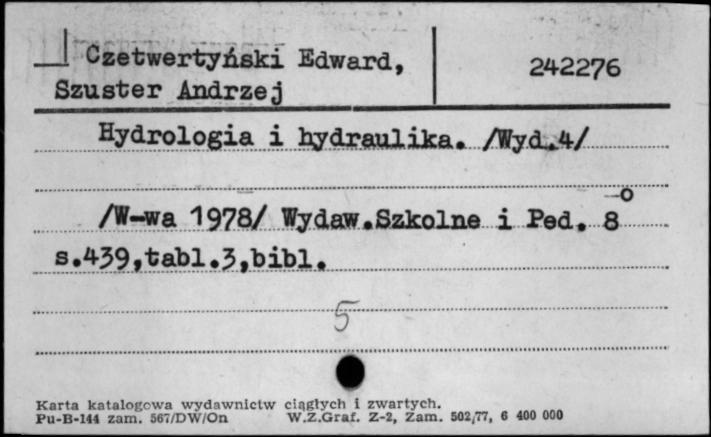 Czetwertyński Edward, 242276
Szuster Andrzej
Hydrologia i hydraulika. /Wyd.4/
/W-wa 1978/ Wydaw.Szkolne i Ped. 8-o
s.439,tabl.3,bibl.
5
Karta katalogowa wydawnictw ciągłych i zwartych.
Pu-B-144 zam. 567/DW/On W.Z.Graf. Z-2, Zam. 502/77, 6 400 000